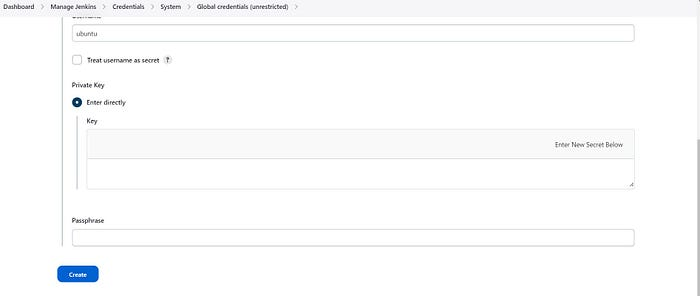 Dashboard > Manage Jenkins > Credentials > System > Global credentials (unrestricted) >
Username
ubuntu
Treat username as secret ?
Private Key
Enter directly
Key
Enter New Secret Below
Passphrase
Create